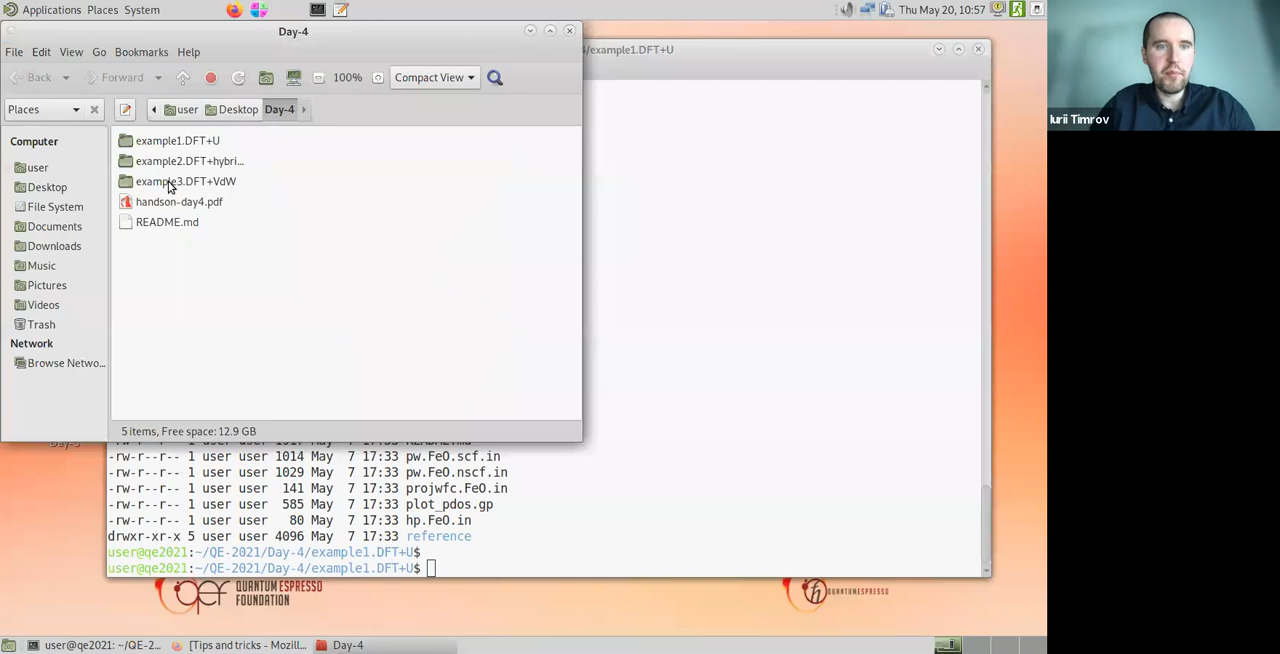 Applications Places System
Thu May 20, 10:57
Day-4
/example1.DFT+U
File Edit View Go Bookmarks Help
Back Forward 100% Compact View
Places user Desktop Day-4
Computer
user
Desktop
File System
Documents
Downloads
Music
Pictures
Videos
Trash
Network
Browse Netwo...
example1.DFT+U
example2.DFT+hybri...
example3.DFT+VdW
handson-day4.pdf
README.md
5 items, Free space: 12.9 GB
-rw-r--r-- 1 user user 1014 May 7 17:33 pw.FeO.scf.in
-rw-r--r-- 1 user user 1029 May 7 17:33 pw.FeO.nscf.in
-rw-r--r-- 1 user user 141 May 7 17:33 projwfc.FeO.in
-rw-r--r-- 1 user user 585 May 7 17:33 plot_pdos.gp
-rw-r--r-- 1 user user 80 May 7 17:33 hp.FeO.in
drwxr-xr-x 5 user user 4096 May 7 17:33 reference
user@qe2021:~/QE-2021/Day-4/example1.DFT+U$
user@qe2021:~/QE-2021/Day-4/example1.DFT+U$
QUANTUM ESPRESSO
FOUNDATION
QUANTUMESPRESSO
user@qe2021: ~/QE-2... [Tips and tricks - Mozill... Day-4
Iurii Timrov